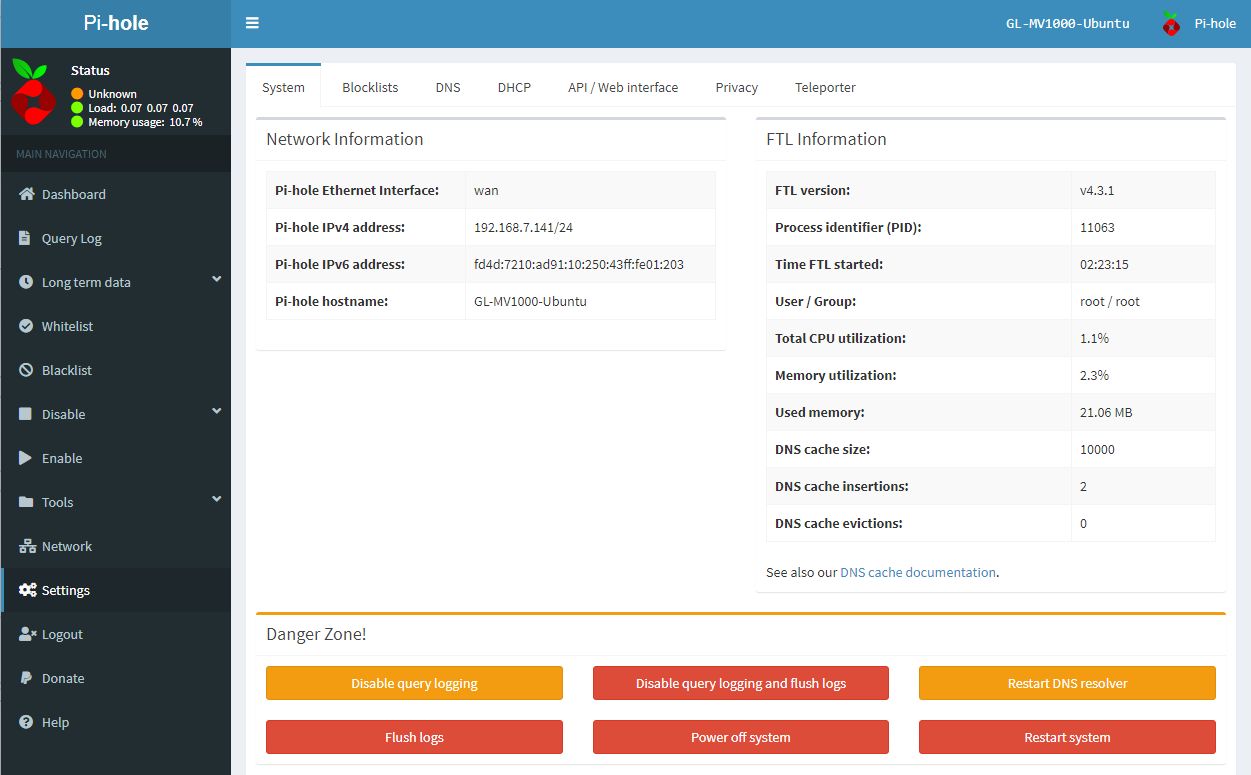 Pi-hole
GL-MV1000-Ubuntu
Pi-hole
Status
Unknown
Load: 0.07 0.07 0.07
Memory usage: 10.7 %
MAIN NAVIGATION
Dashboard
Query Log
Long term data
Whitelist
Blacklist
Disable
Enable
Tools
Network
Settings
Logout
Donate
Help
System Blocklists DNS DHCP API / Web interface Privacy Teleporter
Network Information
Pi-hole Ethernet Interface: wan
Pi-hole IPv4 address: 192.168.7.141/24
Pi-hole IPv6 address: fd4d:7210:ad91:10:250:43ff:fe01:203
Pi-hole hostname: GL-MV1000-Ubuntu
FTL Information
FTL version: v4.3.1
Process identifier (PID): 11063
Time FTL started: 02:23:15
User / Group: root / root
Total CPU utilization: 1.1%
Memory utilization: 2.3%
Used memory: 21.06 MB
DNS cache size: 10000
DNS cache insertions: 2
DNS cache evictions: 0
See also our DNS cache documentation.
Danger Zone!
Disable query logging Disable query logging and flush logs Restart DNS resolver
Flush logs Power off system Restart system